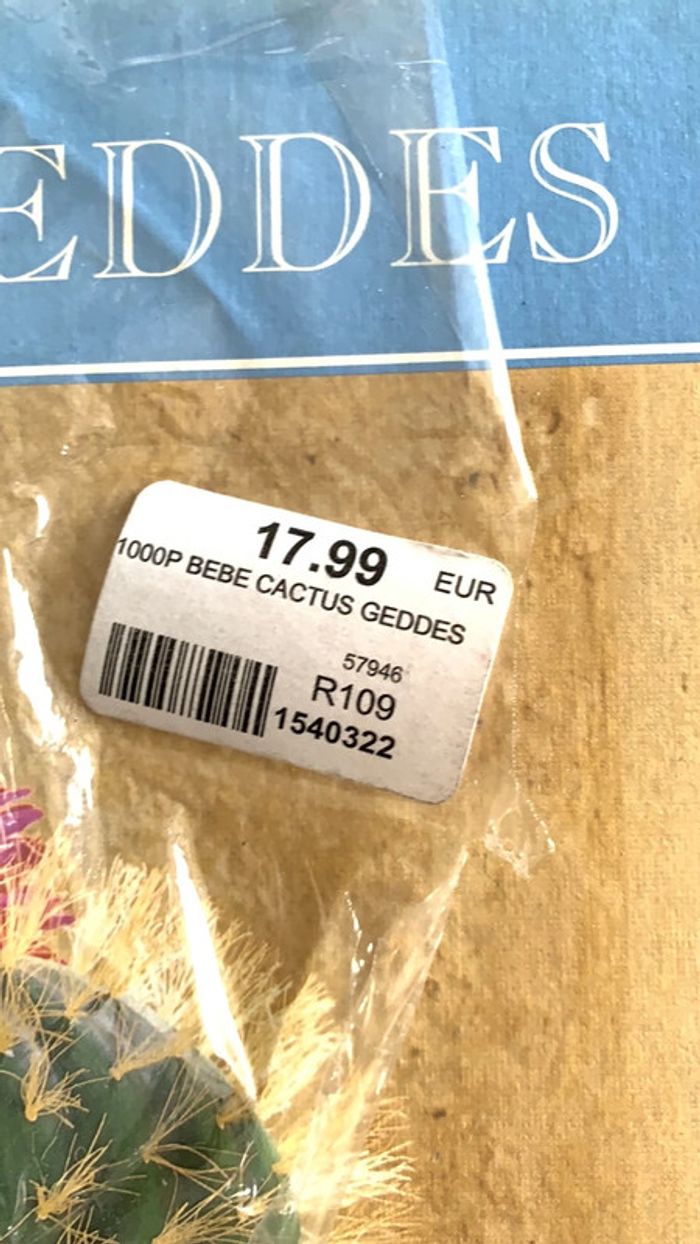 EDDES
17.99 EUR
1000P BEBE CACTUS GEDDES
57946
R109
1540322